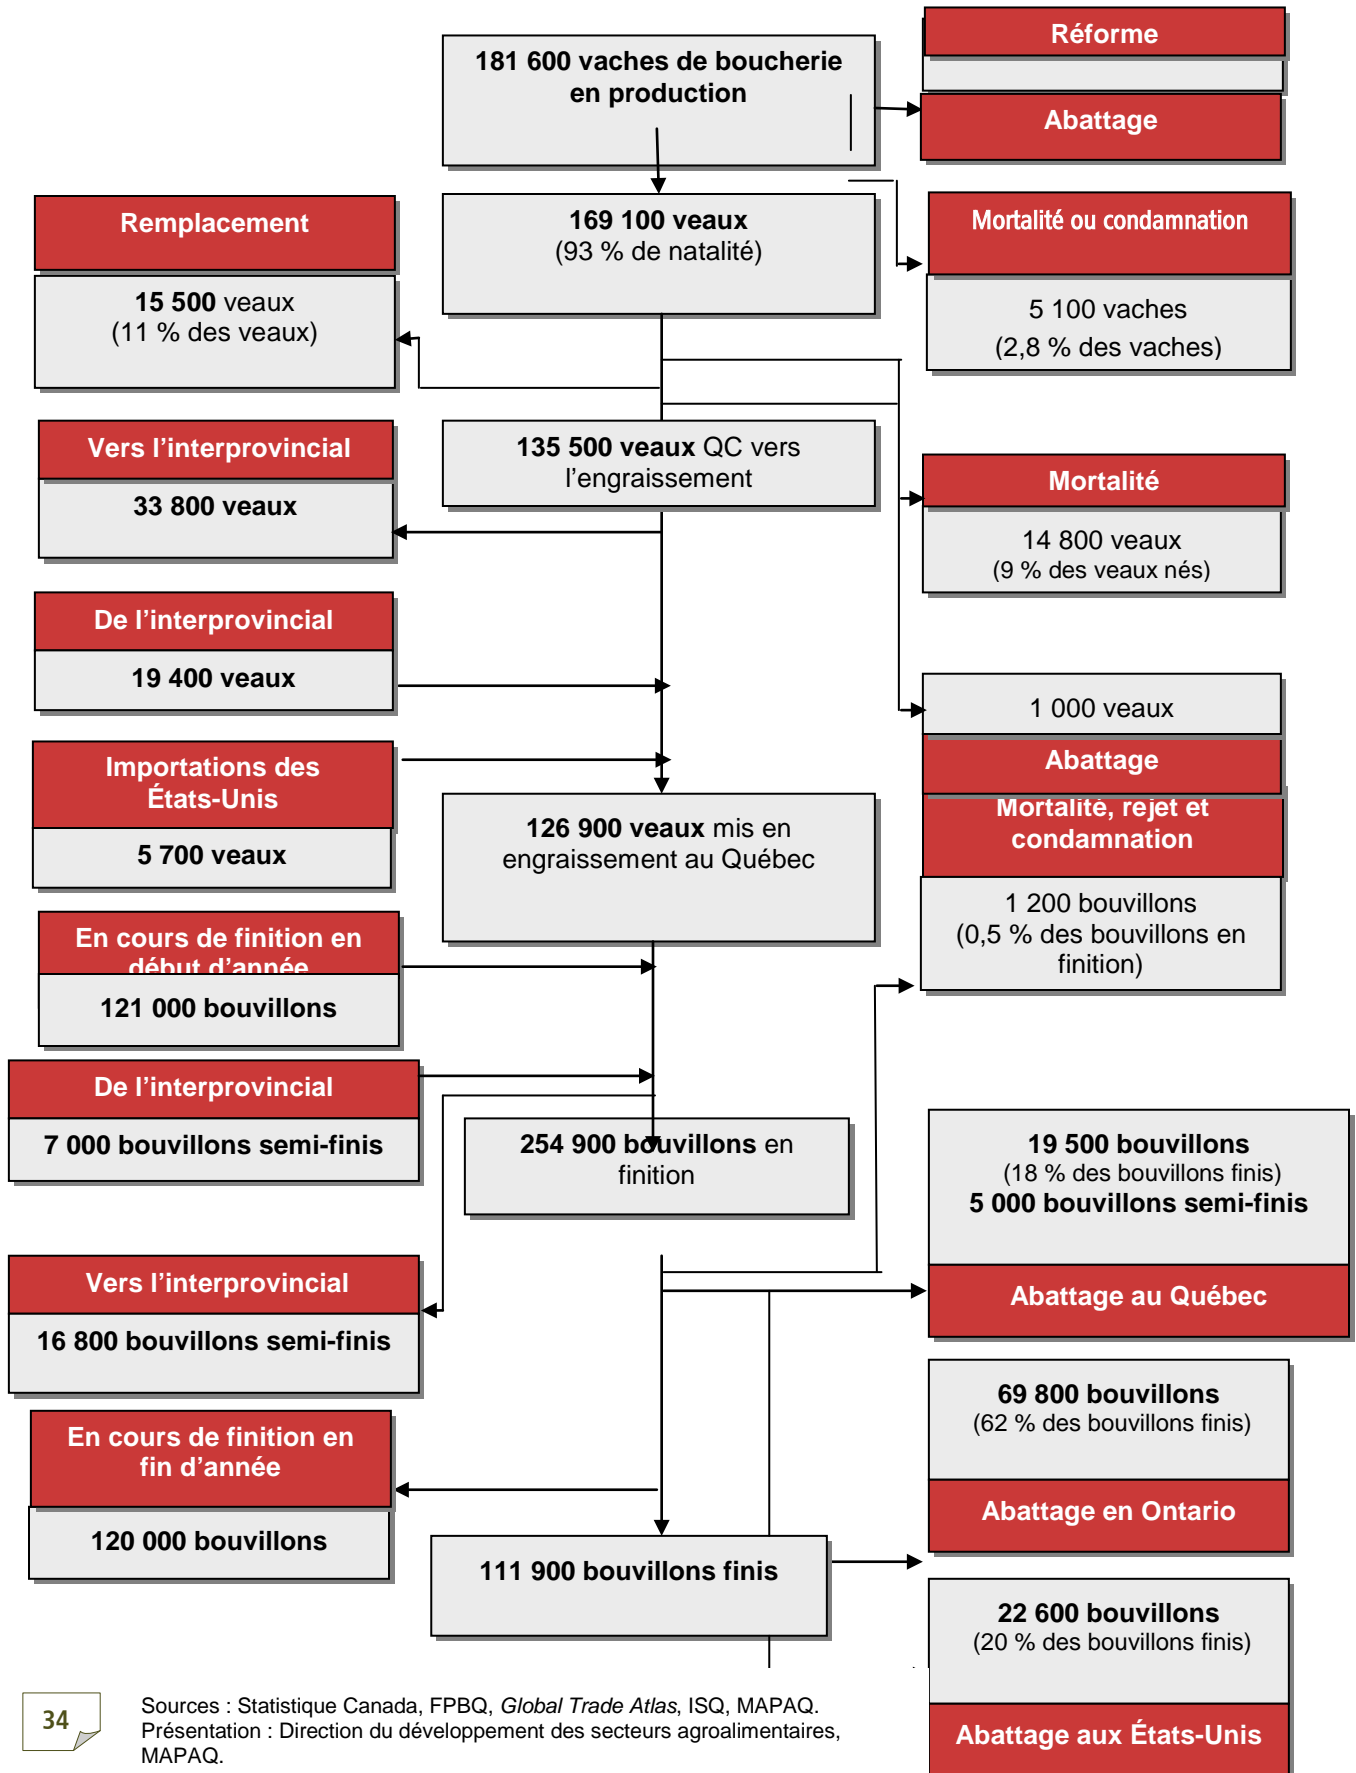 181 600 vaches de boucherie
en production
Réforme
Abattage
Remplacement
15 500 veaux
(11 % des veaux)
169 100 veaux
(93 % de natalité)
Mortalité ou condamnation
5 100 vaches
(2,8 % des vaches)
Vers l’interprovincial
33 800 veaux
135 500 veaux QC vers
l’engraissement
Mortalité
14 800 veaux
(9 % des veaux nés)
De l’interprovincial
19 400 veaux
1 000 veaux
Abattage
Importations des
États-Unis
5 700 veaux
126 900 veaux mis en
engraissement au Québec
Mortalité, rejet et
condamnation
1 200 bouvillons
(0,5 % des bouvillons en
finition)
En cours de finition en
début d’année
121 000 bouvillons
De l’interprovincial
7 000 bouvillons semi-finis
254 900 bouvillons en
finition
19 500 bouvillons
(18 % des bouvillons finis)
5 000 bouvillons semi-finis
Abattage au Québec
Vers l’interprovincial
16 800 bouvillons semi-finis
69 800 bouvillons
(62 % des bouvillons finis)
Abattage en Ontario
En cours de finition en
fin d’année
120 000 bouvillons
111 900 bouvillons finis
22 600 bouvillons
(20 % des bouvillons finis)
Abattage aux États-Unis
34
Sources : Statistique Canada, FPBQ, Global Trade Atlas, ISQ, MAPAQ.
Présentation : Direction du développement des secteurs agroalimentaires,
MAPAQ.